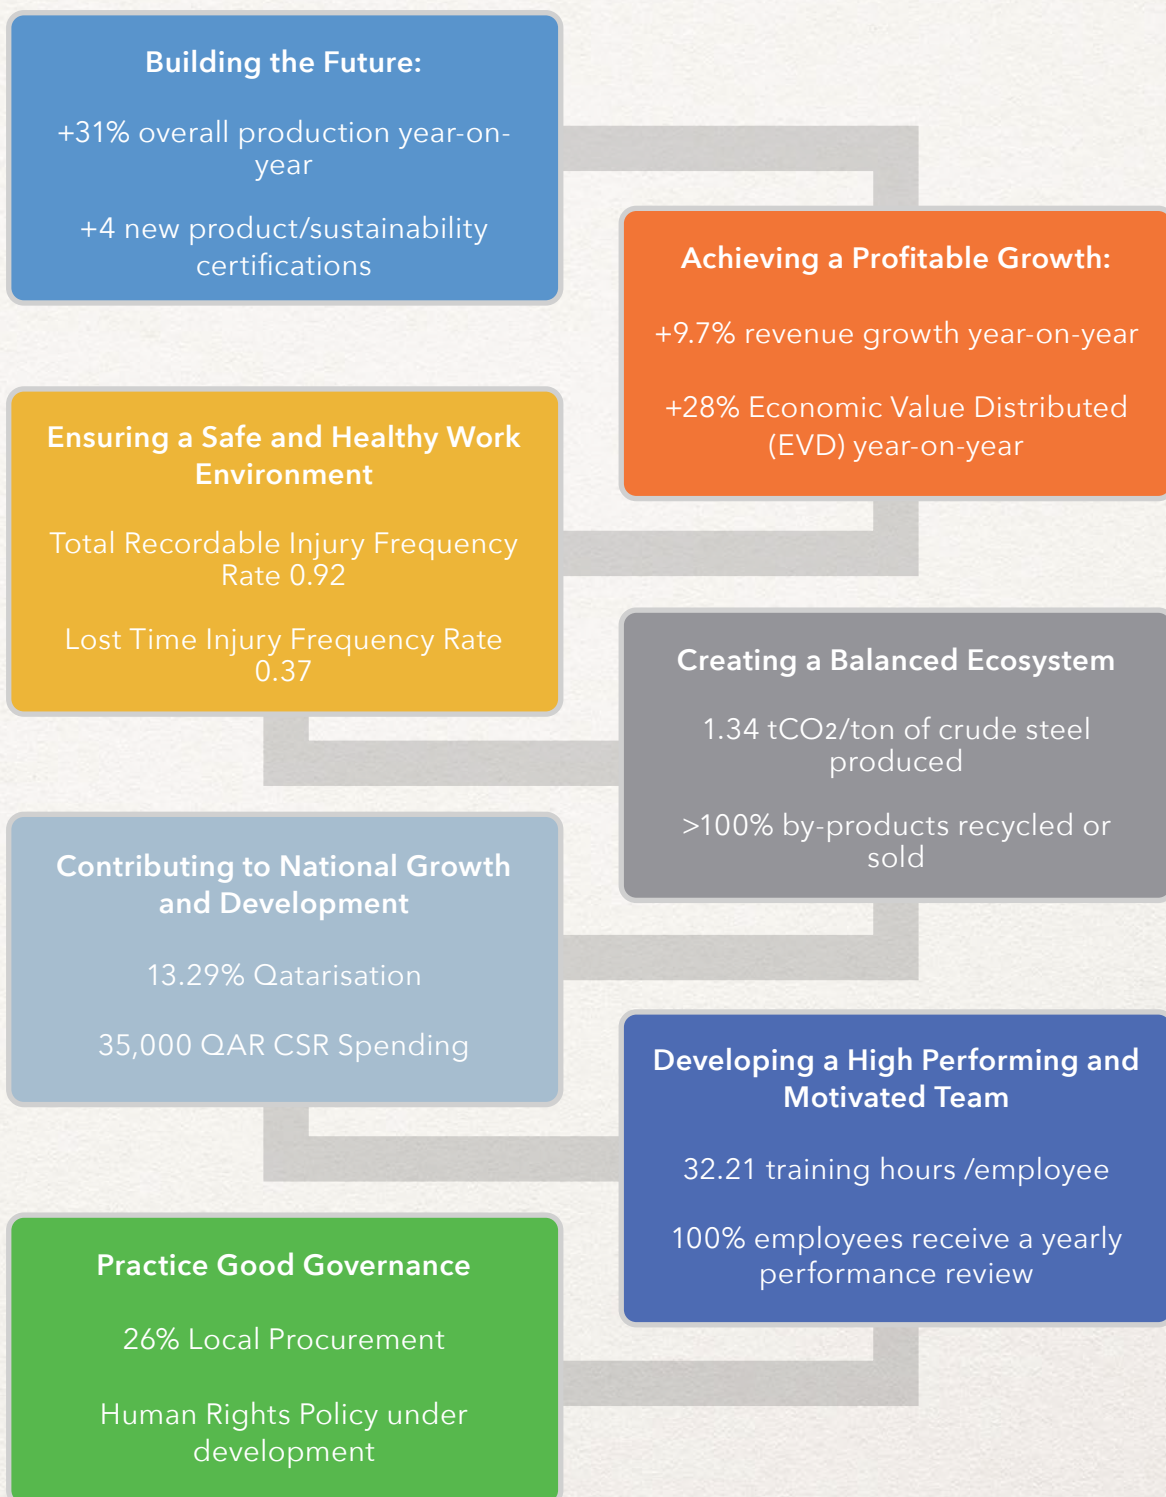 Building the Future:
+31% overall production year-on-
year
+4 new product/sustainability
certifications
Achieving a Profitable Growth:
+9.7% revenue growth year-on-year
+28% Economic Value Distributed
(EVD) year-on-year
Ensuring a Safe and Healthy Work
Environment
Total Recordable Injury Frequency
Rate 0.92
Lost Time Injury Frequency Rate
0.37
Creating a Balanced Ecosystem
1.34 tCO2/ton of crude steel
produced
>100% by-products recycled or
sold
Contributing to National Growth
and Development
13.29% Qatarisation
35,000 QAR CSR Spending
Developing a High Performing and
Motivated Team
32.21 training hours /employee
100% employees receive a yearly
performance review
Practice Good Governance
26% Local Procurement
Human Rights Policy under
development